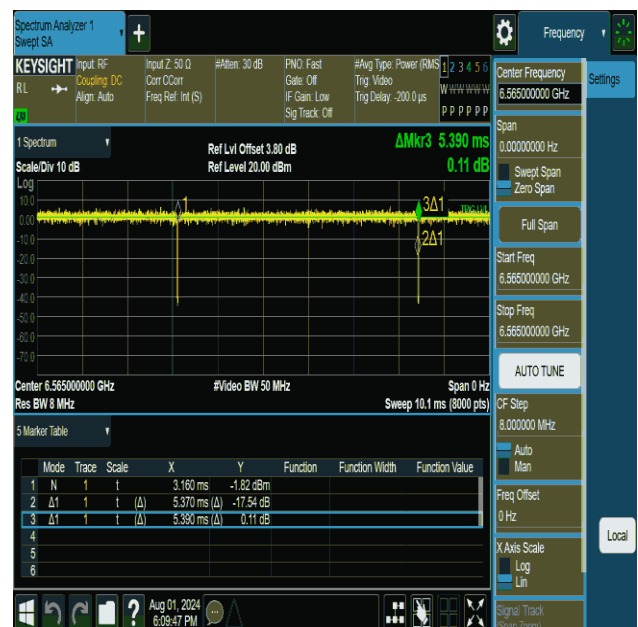 Spectrum Analyzer 1
Swept SA
+
Frequency
KEYSIGHT
RL
Input: RF
Coupling: DC
Align: Auto
Input Z: 50 Ω
Corr CCorr
Freq Ref: Int (S)
#Atten: 30 dB
PNO: Fast
Gate: Off
IF Gain: Low
Sig Track: Off
#Avg Type: Power (RMS
Trig: Video
Trig Delay: -200.0 µs
1 2 3 4 5 6
W W W W W W
P P P P P P
1 Spectrum
Scale/Div 10 dB
Ref Lvl Offset 3.80 dB
Ref Level 20.00 dBm
ΔMkr3 5.390 ms
0.11 dB
Log
10.0
0.00
-10.0
-20.0
-30.0
-40.0
-50.0
-60.0
-70.0
1
3Δ1
2Δ1
TRIG LVL
Center 6.565000000 GHz
#Video BW 50 MHz
Span 0 Hz
Res BW 8 MHz
Sweep 10.1 ms (8000 pts)
5 Marker Table
Mode Trace Scale X Y Function Function Width Function Value
1 N 1 t 3.160 ms -1.82 dBm
2 Δ1 1 t (Δ) 5.370 ms (Δ) -17.54 dB
3 Δ1 1 t (Δ) 5.390 ms (Δ) 0.11 dB
4
5
6
Aug 01, 2024
6:09:47 PM
Center Frequency
6.565000000 GHz
Settings
Span
0.00000000 Hz
Swept Span
Zero Span
Full Span
Start Freq
6.565000000 GHz
Stop Freq
6.565000000 GHz
AUTO TUNE
CF Step
8.000000 MHz
Auto
Man
Freq Offset
0 Hz
X Axis Scale
Log
Lin
Local
Signal Track
(Span Zoom)